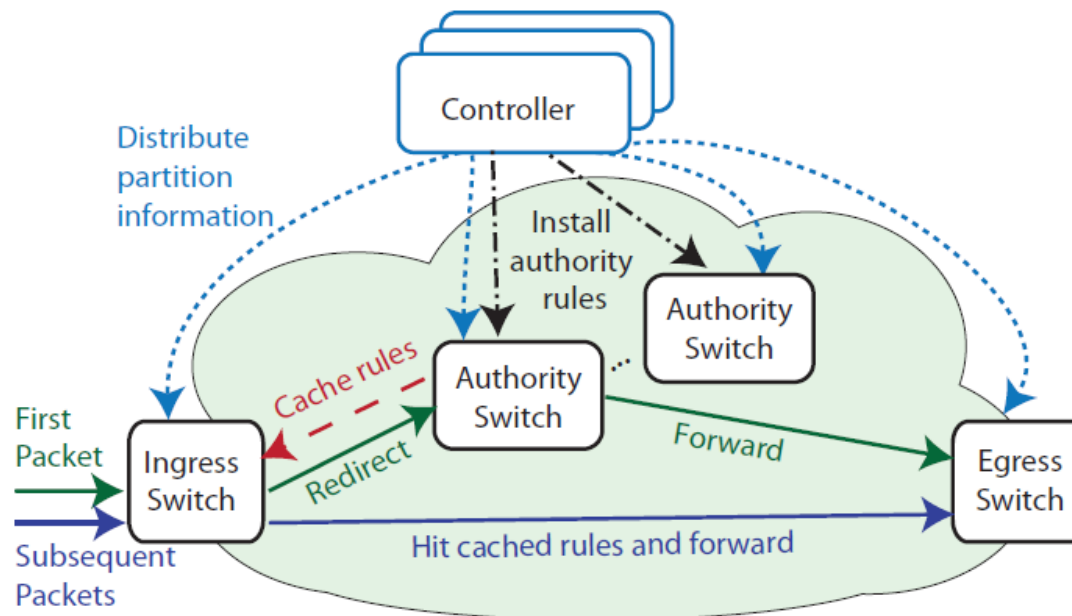 Controller
Distribute
partition
information
Install
authority
rules
Authority
Switch
Authority
Switch
Cache rules
First
Packet
Ingress
Switch
Redirect
Forward
Egress
Switch
Hit cached rules and forward
Subsequent
Packets